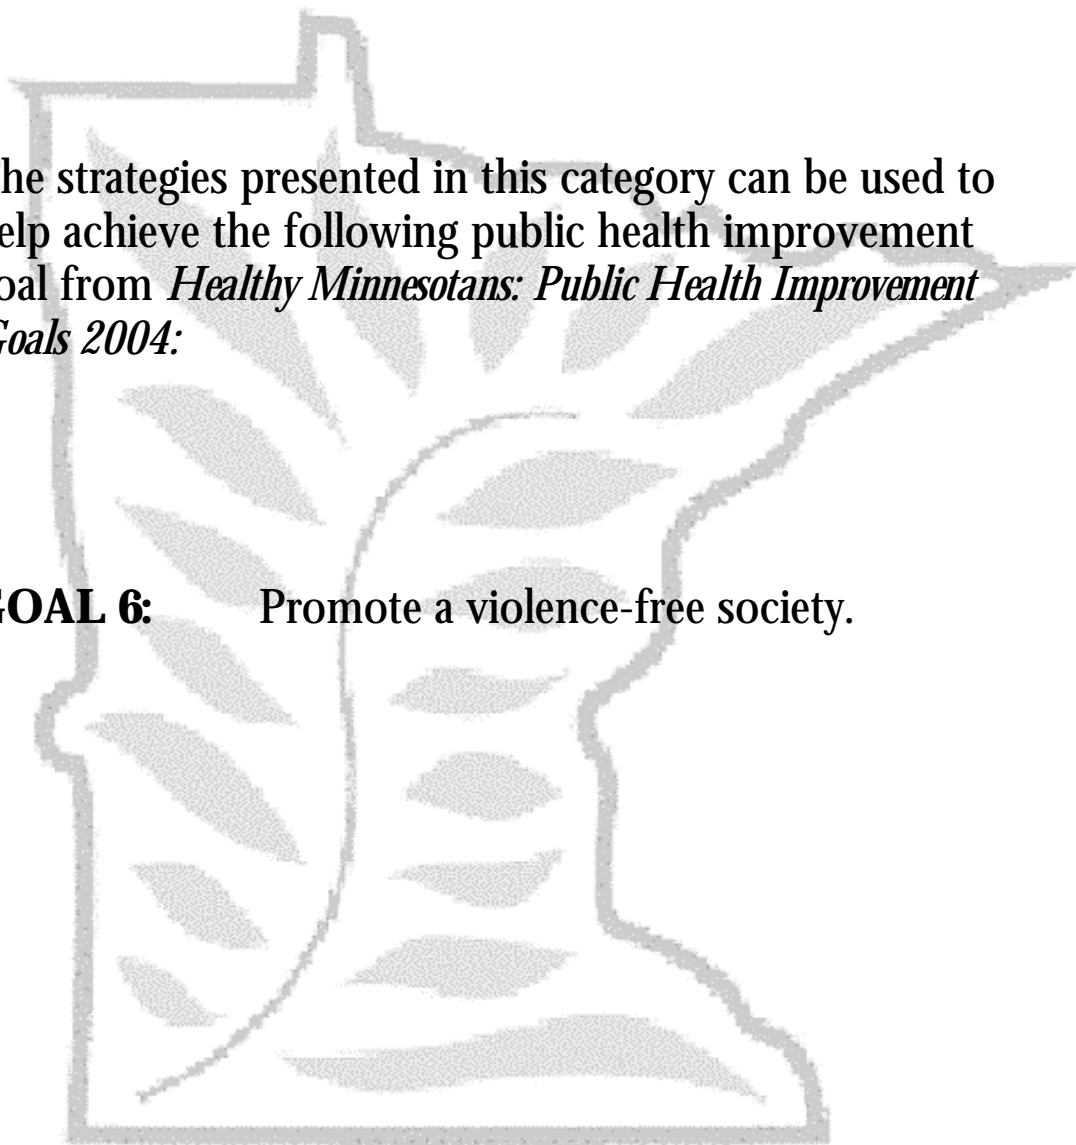 he strategies presented in this category can be used to
elp achieve the following public health improvement
oal from Healthy Minnesotans: Public Health Improvement
Goals 2004:
GOAL 6: Promote a violence-free society.